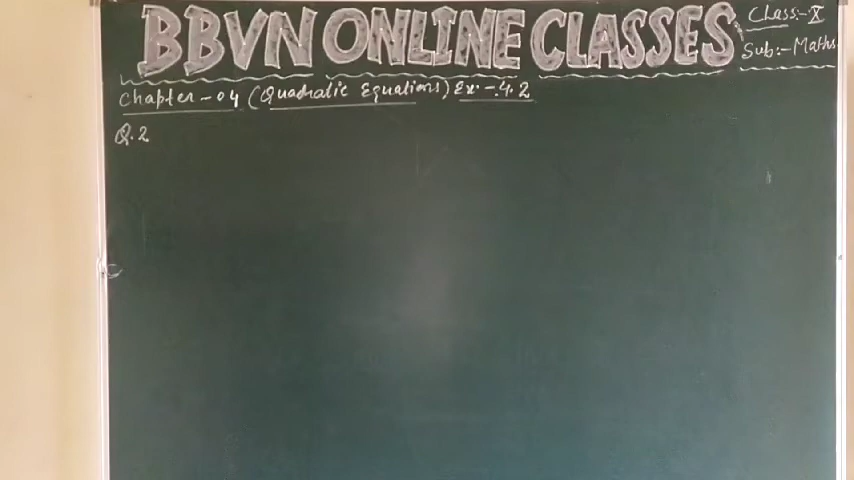 BBVN ONLINE CLASSES
Class:- X
Sub:- Maths
Chapter - 04 (Quadratic Equations) Ex:- 4.2
Q.2